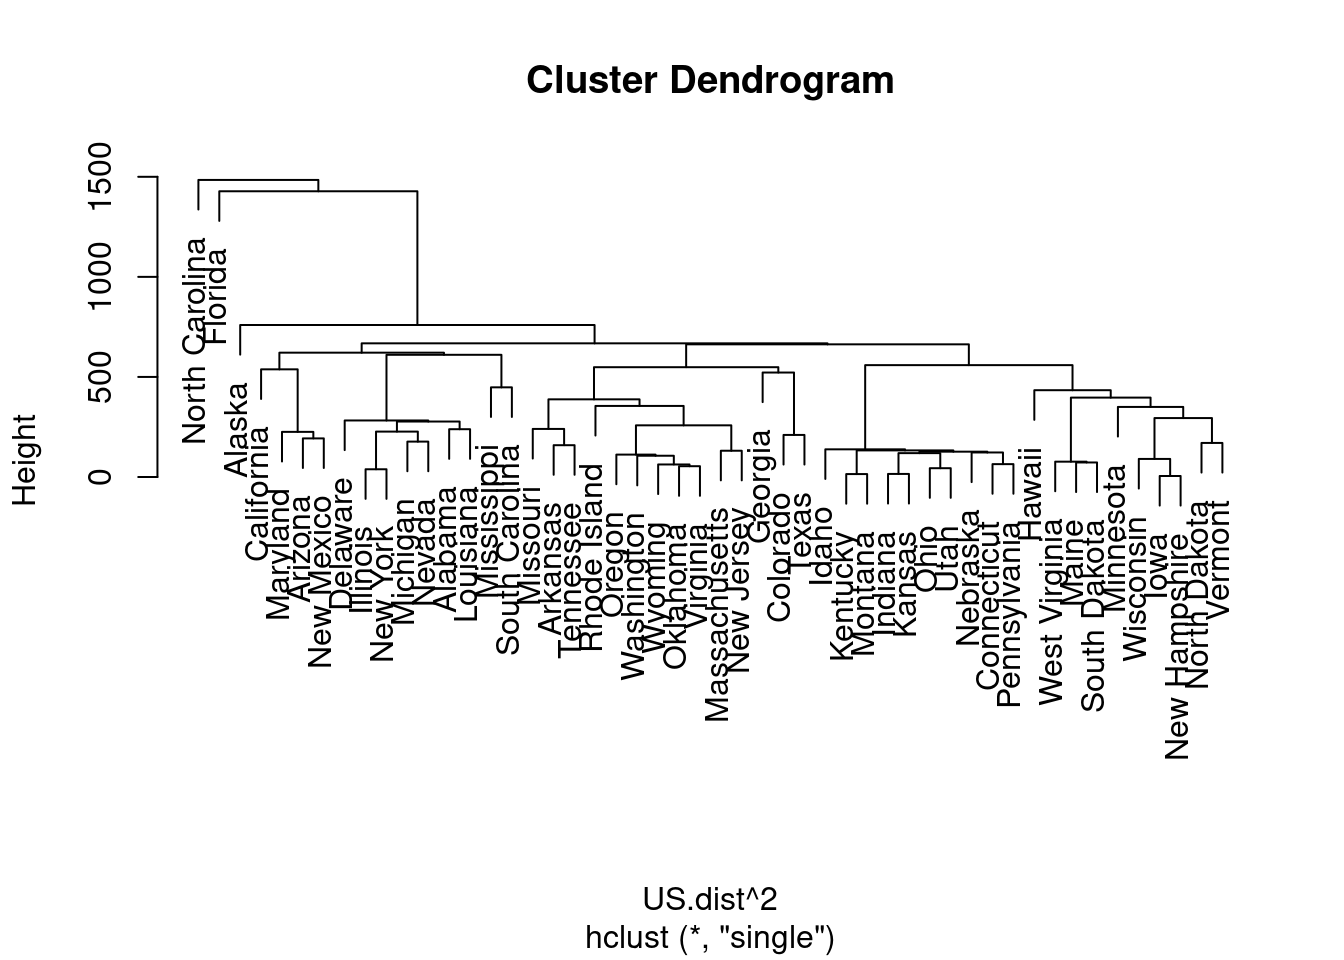 Cluster Dendrogram
Height
0
500
1000
1500
North Carolina
Florida
Alaska
California
Maryland
Arizona
New Mexico
Delaware
Illinois
New York
Michigan
Nevada
Alabama
Louisiana
Mississippi
South Carolina
Missouri
Arkansas
Tennessee
Rhode Island
Oregon
Washington
Wyoming
Oklahoma
Virginia
Massachusetts
New Jersey
Georgia
Colorado
Texas
Idaho
Kentucky
Montana
Indiana
Kansas
Ohio
Utah
Nebraska
Connecticut
Pennsylvania
Hawaii
West Virginia
Maine
South Dakota
Minnesota
Wisconsin
Iowa
New Hampshire
North Dakota
Vermont
US.dist^2
hclust (*, "single")